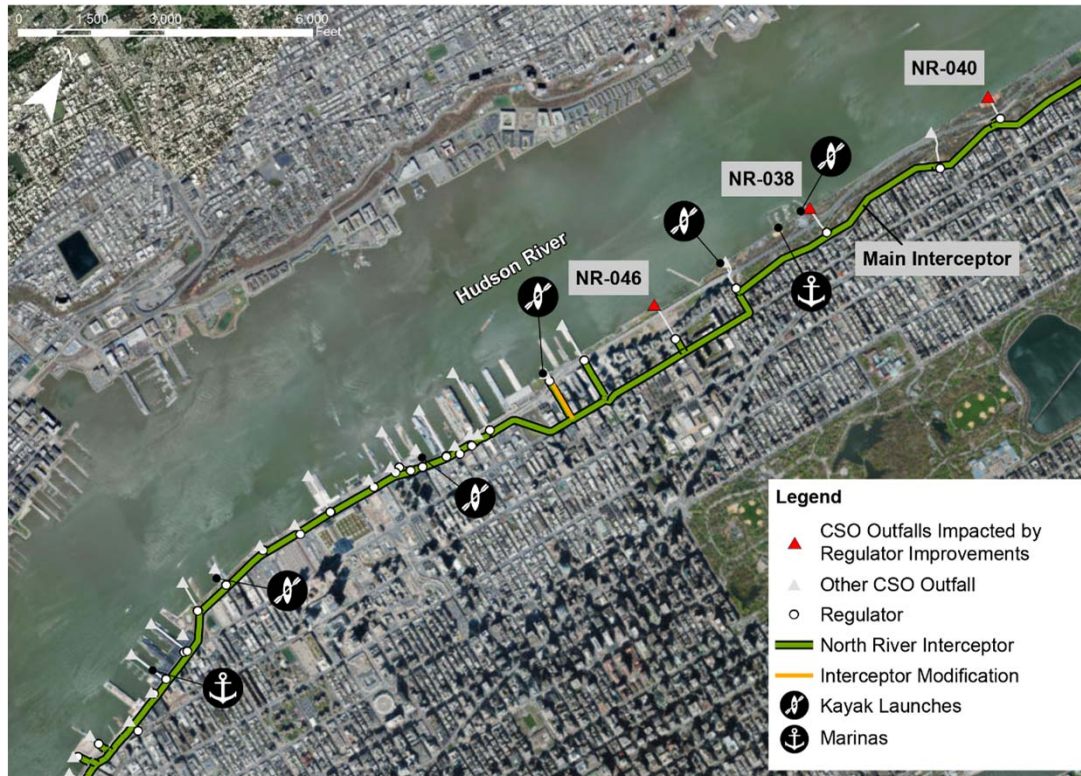 0 1,500 3,000 6,000
Feet
NR-040
NR-038
Main Interceptor
Hudson River
NR-046
Legend
CSO Outfalls Impacted by
Regulator Improvements
Other CSO Outfall
Regulator
North River Interceptor
Interceptor Modification
Kayak Launches
Marinas